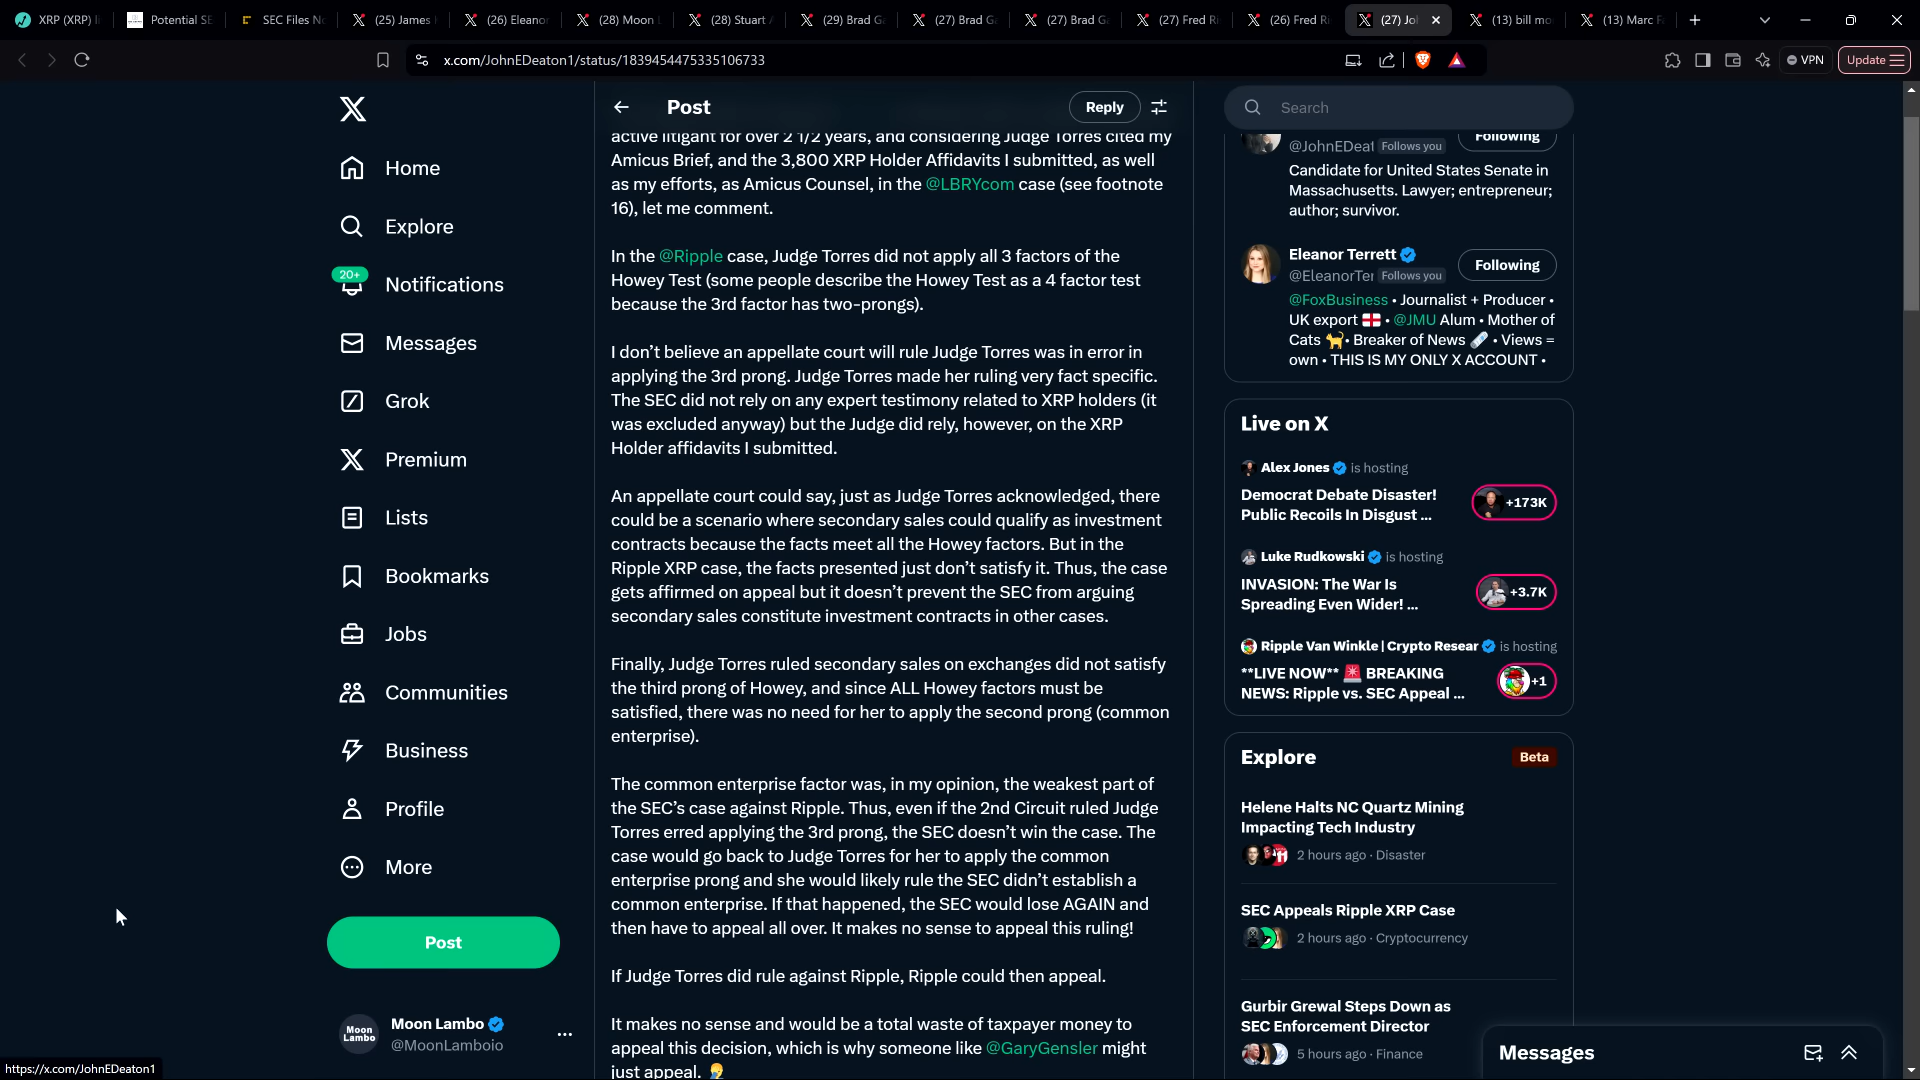 XRP (XRP) li
Potential SE
SEC Files No
(25) James
(26) Eleanor
(28) Moon L
(28) Stuart A
(29) Brad Ga
(27) Brad Ga
(27) Brad Ga
(27) Fred Ri
(26) Fred Ri
(27) Jo
(13) bill mo
(13) Marc F
x.com/JohnEDeaton1/status/1839454475335106733
VPN
Update
Home
Explore
20+
Notifications
Messages
Grok
Premium
Lists
Bookmarks
Jobs
Communities
Business
Profile
More
Post
Moon Lambo
Moon Lambo
@MoonLamboio
https://x.com/JohnEDeaton1
Post
Reply
active litigant for over 2 1/2 years, and considering Judge Torres cited my
Amicus Brief, and the 3,800 XRP Holder Affidavits I submitted, as well
as my efforts, as Amicus Counsel, in the @LBRYcom case (see footnote
16), let me comment.
In the @Ripple case, Judge Torres did not apply all 3 factors of the
Howey Test (some people describe the Howey Test as a 4 factor test
because the 3rd factor has two-prongs).
I don’t believe an appellate court will rule Judge Torres was in error in
applying the 3rd prong. Judge Torres made her ruling very fact specific.
The SEC did not rely on any expert testimony related to XRP holders (it
was excluded anyway) but the Judge did rely, however, on the XRP
Holder affidavits I submitted.
An appellate court could say, just as Judge Torres acknowledged, there
could be a scenario where secondary sales could qualify as investment
contracts because the facts meet all the Howey factors. But in the
Ripple XRP case, the facts presented just don’t satisfy it. Thus, the case
gets affirmed on appeal but it doesn’t prevent the SEC from arguing
secondary sales constitute investment contracts in other cases.
Finally, Judge Torres ruled secondary sales on exchanges did not satisfy
the third prong of Howey, and since ALL Howey factors must be
satisfied, there was no need for her to apply the second prong (common
enterprise).
The common enterprise factor was, in my opinion, the weakest part of
the SEC’s case against Ripple. Thus, even if the 2nd Circuit ruled Judge
Torres erred applying the 3rd prong, the SEC doesn’t win the case. The
case would go back to Judge Torres for her to apply the common
enterprise prong and she would likely rule the SEC didn’t establish a
common enterprise. If that happened, the SEC would lose AGAIN and
then have to appeal all over. It makes no sense to appeal this ruling!
If Judge Torres did rule against Ripple, Ripple could then appeal.
It makes no sense and would be a total waste of taxpayer money to
appeal this decision, which is why someone like @GaryGensler might
just appeal. 🤦‍♂️
Search
@JohnEDeat Follows you
Following
Candidate for United States Senate in
Massachusetts. Lawyer; entrepreneur;
author; survivor.
Eleanor Terrett
@EleanorTer Follows you
Following
@FoxBusiness • Journalist + Producer •
UK export 🏴󠁧󠁢󠁥󠁮󠁧󠁿 • @JMU Alum • Mother of
Cats 🐈 • Breaker of News 🗞️ • Views =
own • THIS IS MY ONLY X ACCOUNT •
Live on X
Alex Jones is hosting
Democrat Debate Disaster!
Public Recoils In Disgust ...
+173K
Luke Rudkowski is hosting
INVASION: The War Is
Spreading Even Wider! ...
+3.7K
Ripple Van Winkle | Crypto Resear is hosting
**LIVE NOW** 🚨 BREAKING
NEWS: Ripple vs. SEC Appeal ...
+1
Explore
Beta
Helene Halts NC Quartz Mining
Impacting Tech Industry
2 hours ago · Disaster
SEC Appeals Ripple XRP Case
2 hours ago · Cryptocurrency
Gurbir Grewal Steps Down as
SEC Enforcement Director
5 hours ago · Finance
Messages